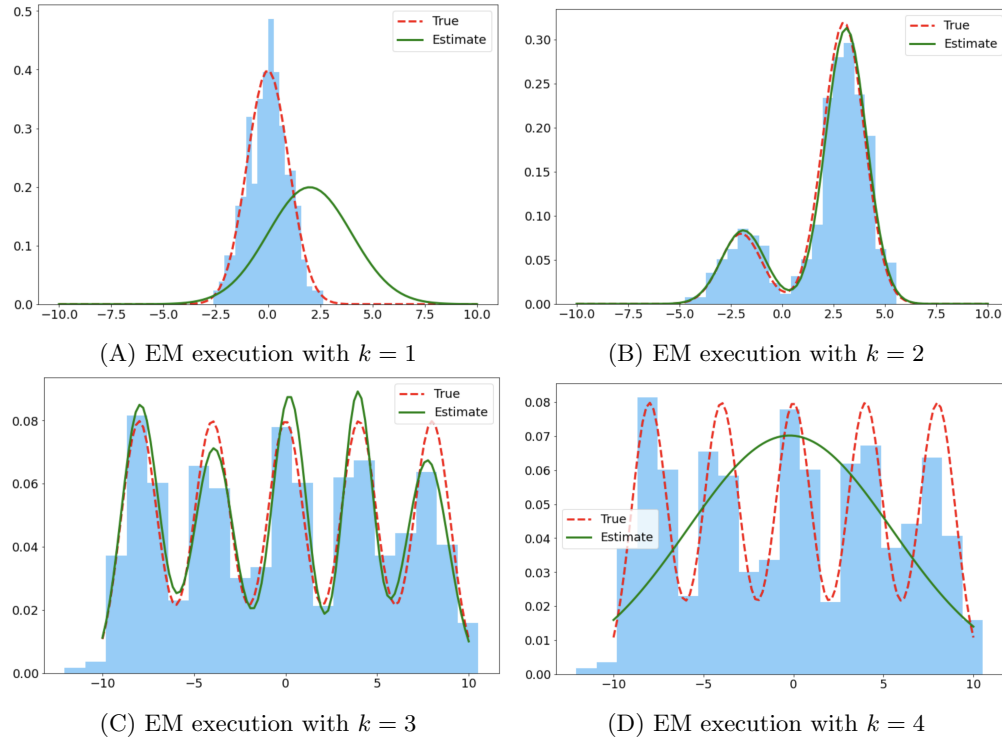 0.5
0.4
0.3
0.2
0.1
0.0
−10.0 −7.5 −5.0 −2.5 0.0 2.5 5.0 7.5 10.0
True
Estimate
(A) EM execution with k = 1
0.30
0.25
0.20
0.15
0.10
0.05
0.00
−10.0 −7.5 −5.0 −2.5 0.0 2.5 5.0 7.5 10.0
True
Estimate
(B) EM execution with k = 2
0.08
0.06
0.04
0.02
0.00
−10 −5 0 5 10
True
Estimate
(C) EM execution with k = 3
0.08
0.07
0.06
0.05
0.04
0.03
0.02
0.01
0.00
−10 −5 0 5 10
True
Estimate
(D) EM execution with k = 4